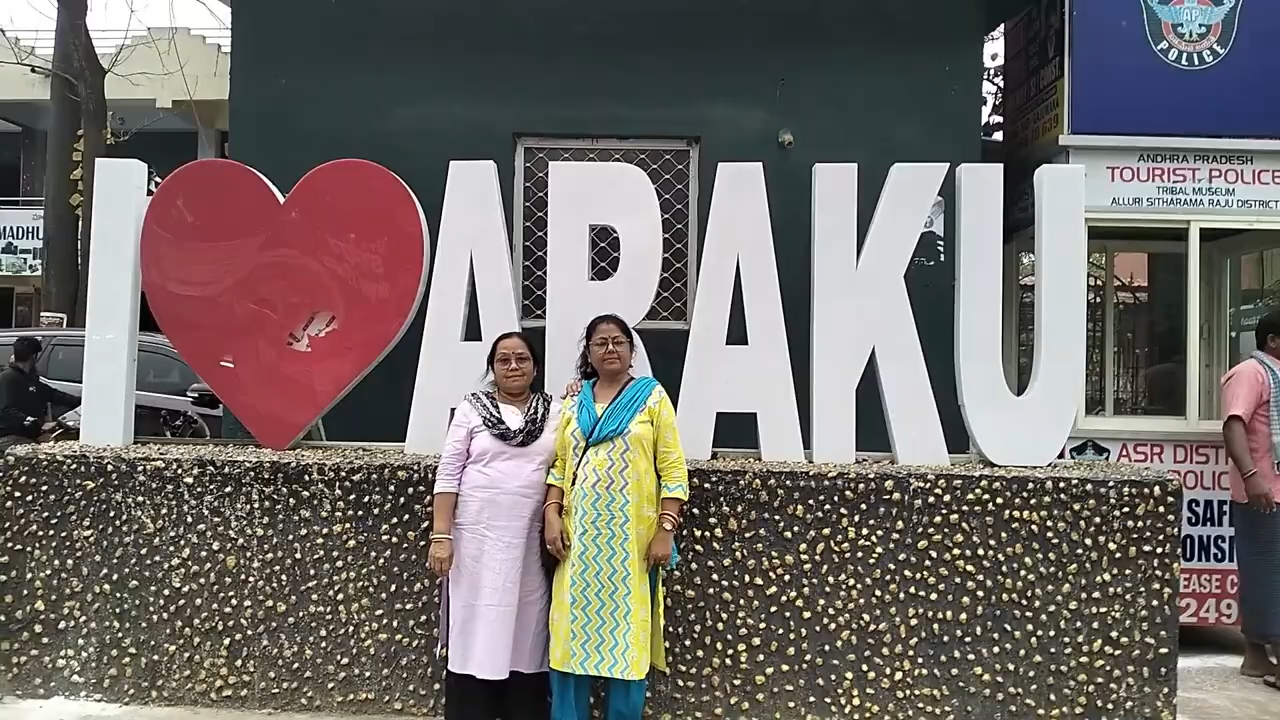 I ARAKU
AP
POLICE
ANDHRA PRADESH
TOURIST POLICE
TRIBAL MUSEUM
ALLURI SITHARAMA RAJU DISTRICT
MADHU
ASR DIST
POLIC
SAF
ONSI
EASE C
249